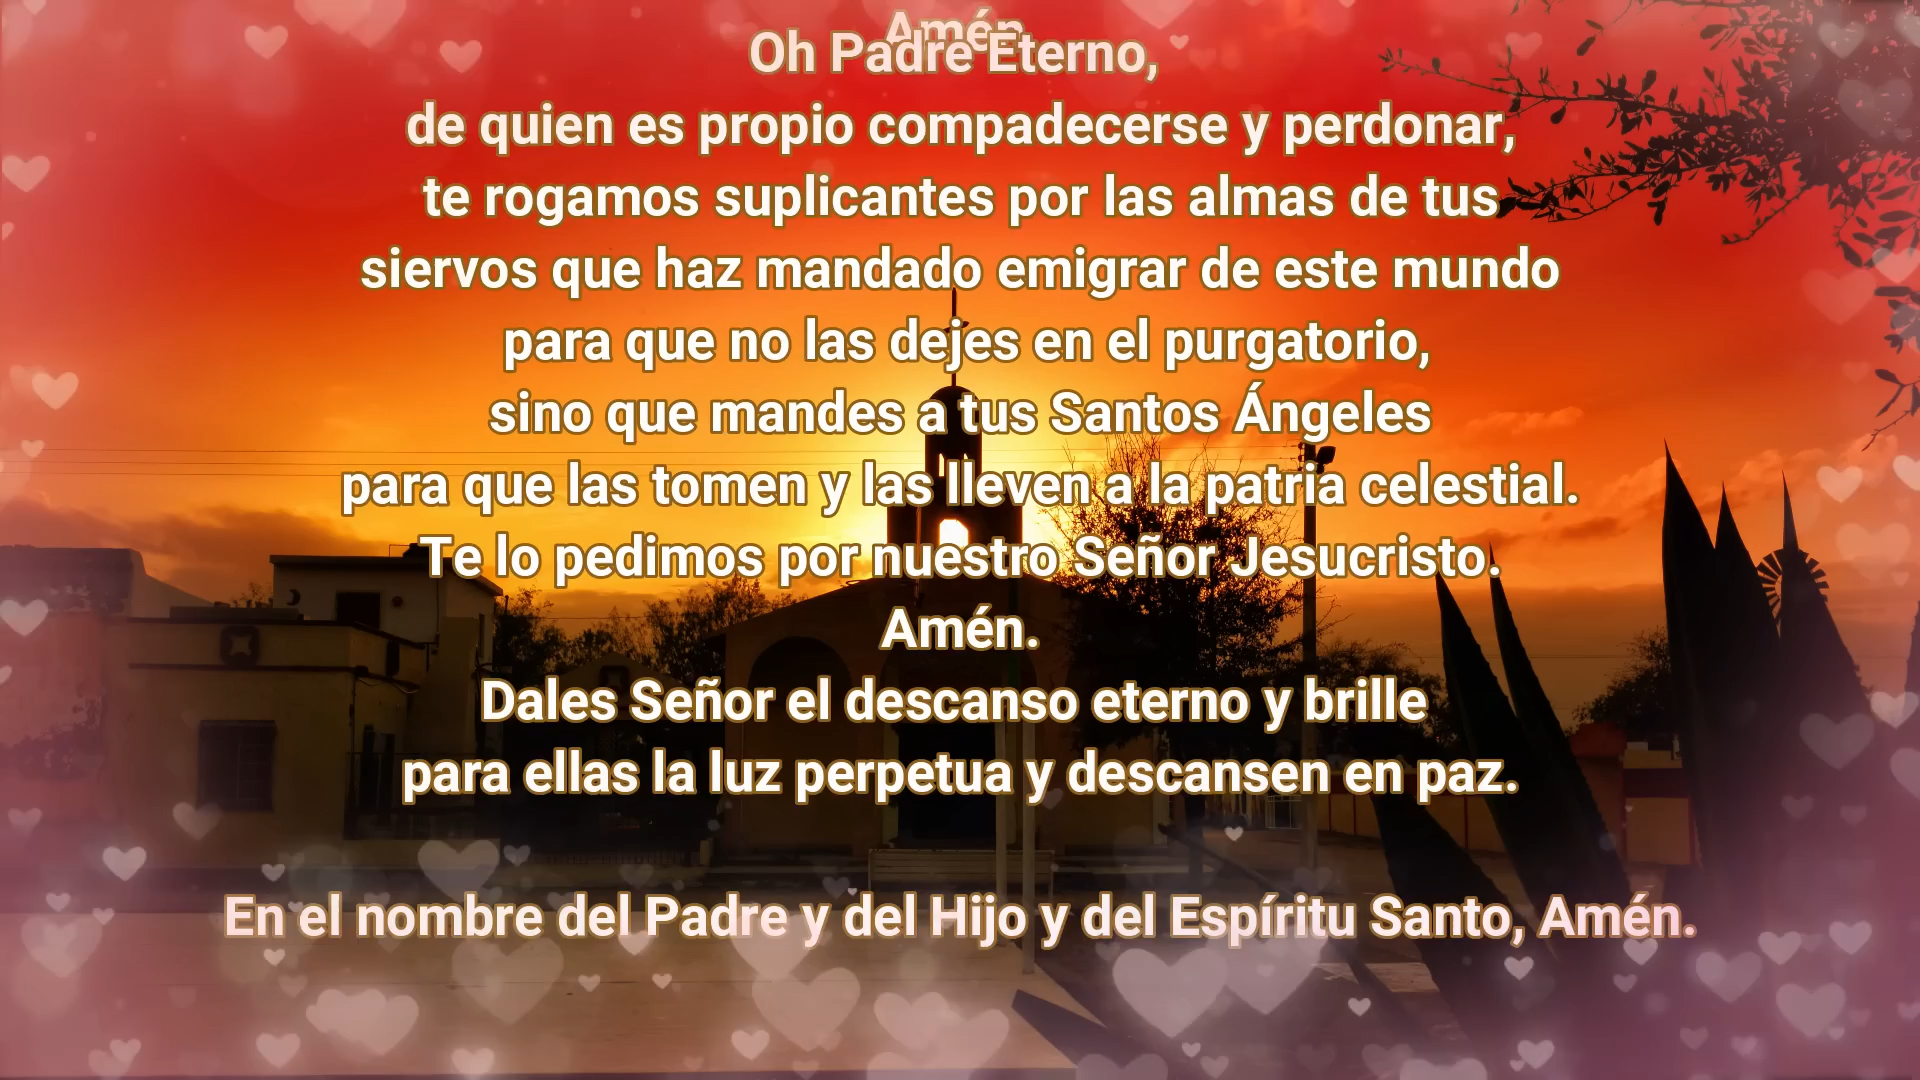 Amén
Oh Padre Eterno,
de quien es propio compadecerse y perdonar,
te rogamos suplicantes por las almas de tus
siervos que haz mandado emigrar de este mundo
para que no las dejes en el purgatorio,
sino que mandes a tus Santos Ángeles
para que las tomen y las lleven a la patria celestial.
Te lo pedimos por nuestro Señor Jesucristo.
Amén.
Dales Señor el descanso eterno y brille
para ellas la luz perpetua y descansen en paz.
En el nombre del Padre y del Hijo y del Espíritu Santo, Amén.